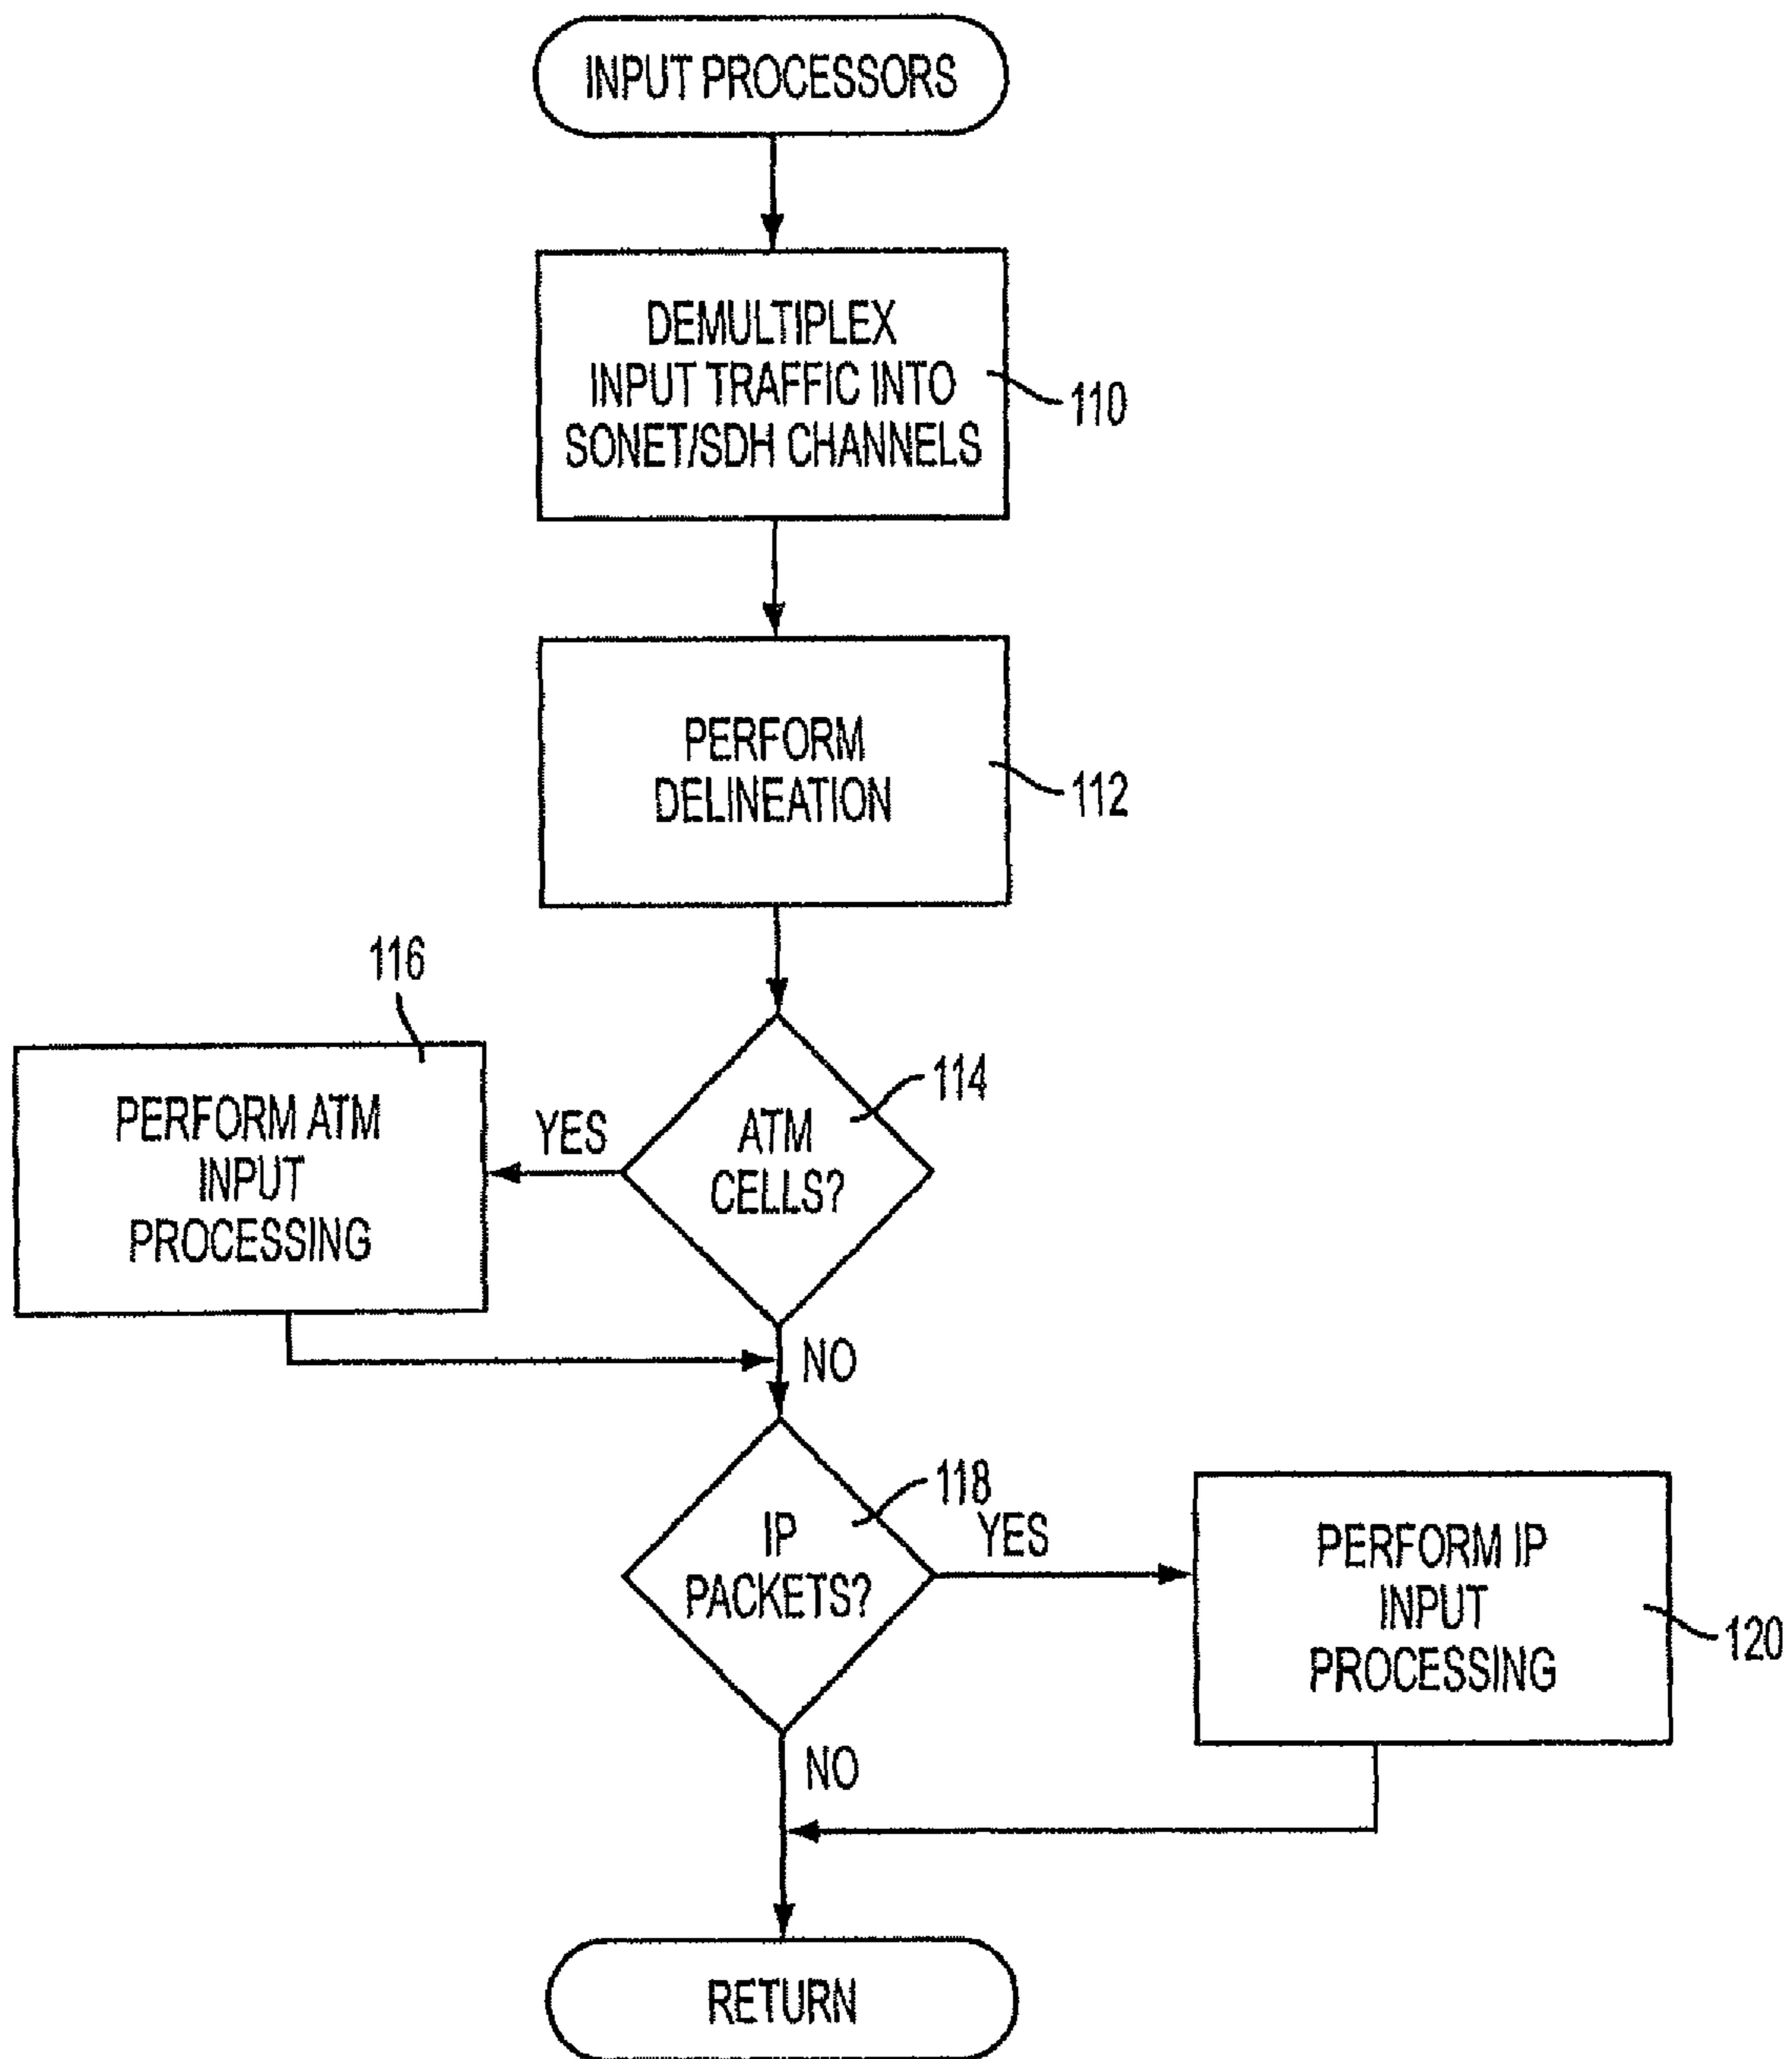 INPUT PROCESSORS
DEMULTIPLEX
INPUT TRAFFIC INTO
SONET/SDH CHANNELS
110
PERFORM
DELINEATION
112
116
PERFORM ATM
INPUT
PROCESSING
YES
ATM
CELLS?
114
NO
118
IP
PACKETS?
YES
PERFORM IP
INPUT
PROCESSING
120
NO
RETURN